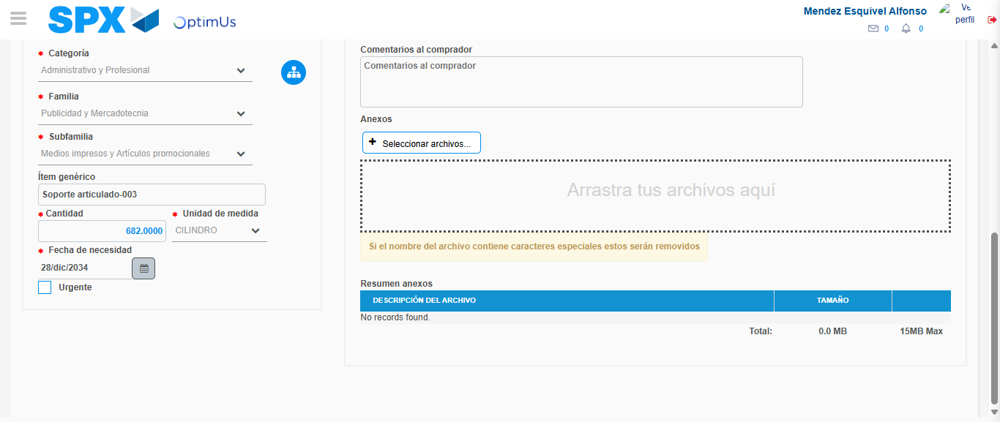 SPX
OptimUs
Mendez Esquivel Alfonso
Ve
perfil
0
0
* Categoría
Administrativo y Profesional
* Familia
Publicidad y Mercadotecnia
* Subfamilia
Medios impresos y Artículos promocionales
Ítem genérico
Soporte articulado-003
* Cantidad
* Unidad de medida
682.0000
CILINDRO
* Fecha de necesidad
28/dic/2034
Urgente
Comentarios al comprador
Comentarios al comprador
Anexos
+ Seleccionar archivos...
Arrastra tus archivos aquí
Si el nombre del archivo contiene caracteres especiales estos serán removidos
Resumen anexos
DESCRIPCIÓN DEL ARCHIVO TAMAÑO
No records found.
Total: 0.0 MB 15MB Max